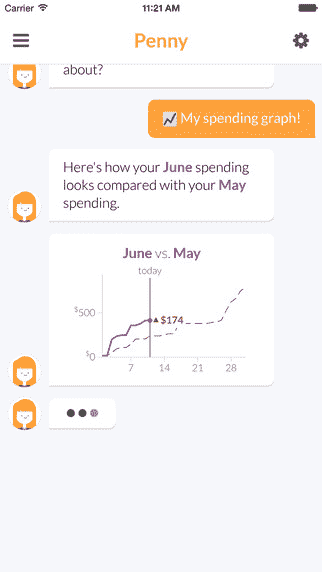 Carrier 11:21 AM
Penny
about?
My spending graph!
Here's how your June spending
looks compared with your May
spending.
June vs. May
today
$500
▲ $174
$0
7 14 21 28